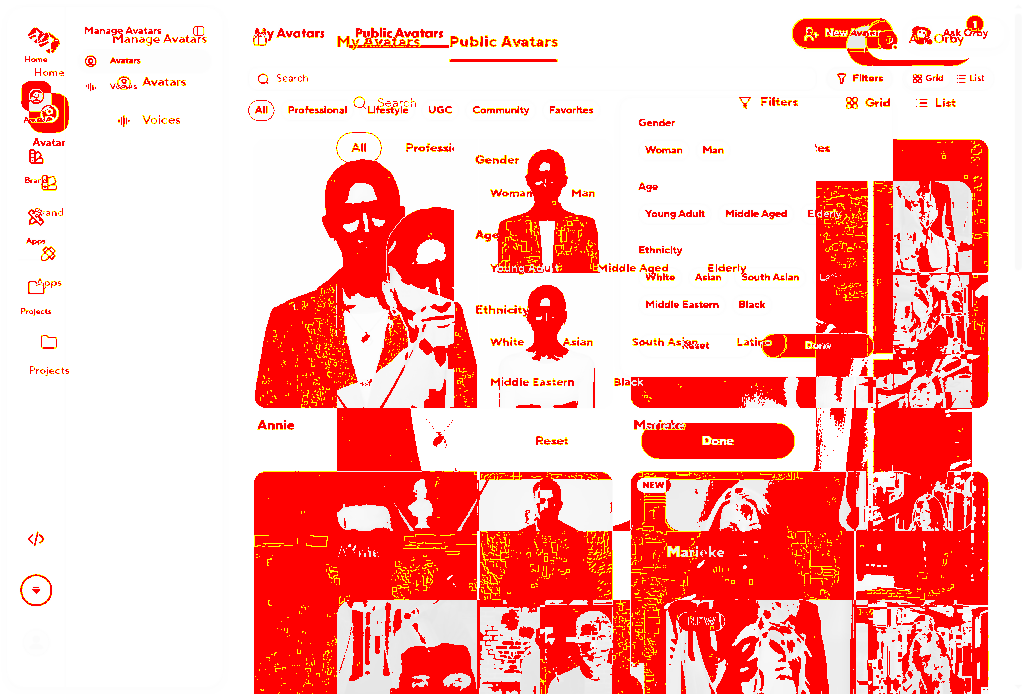 Manage Avatars
Manage Avatars
My Avatars
Public Avatars
My Avatars
Public Avatars
New Avatar
1
Ask Orby
Ask Orby
Home
Home
Avatars
Avatars
Search
Search
Filters
Grid
List
Filters
Grid
List
Voices
Voices
All
Professional
Lifestyle
UGC
Community
Favorites
All
Avatar
Gender
Woman
Man
Gender
Woman
Man
Age
Young Adult
Middle Aged
Elderly
Age
Young Adult
Middle Aged
Elderly
Apps
Apps
Ethnicity
White
Asian
South Asian
Middle Eastern
Black
Reset
Done
Ethnicity
White
Asian
South Asian
Middle Eastern
Black
Reset
Done
Projects
Projects
Annie
Marieke
NEW
Annie
Marieke